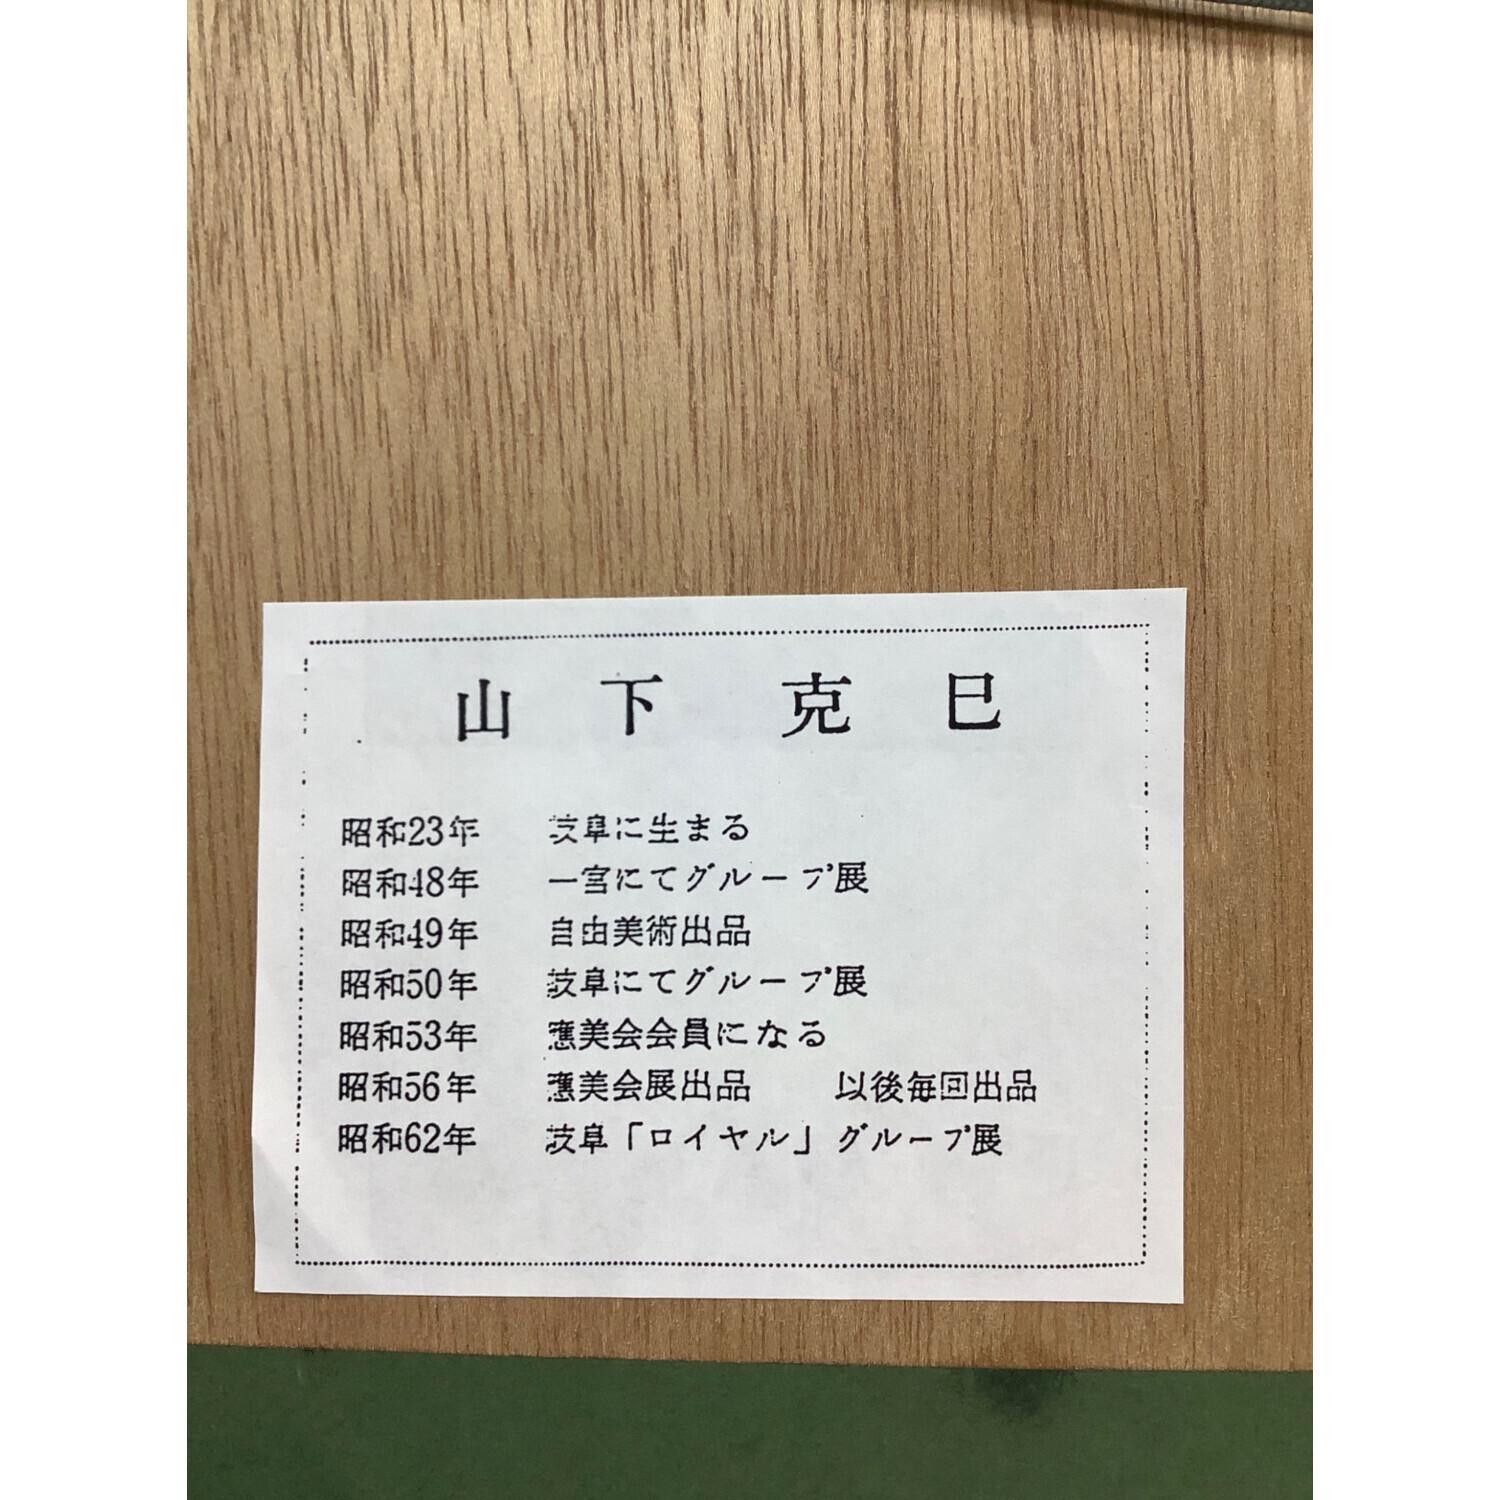 山下克巳
昭和23年 岐阜に生まる
昭和48年 一宮にてグループ展
昭和49年 自由美術出品
昭和50年 岐阜にてグループ展
昭和53年 美会会員になる
昭和56年 美会展出品 以後毎回出品
昭和62年 岐阜「ロイヤル」グループ展